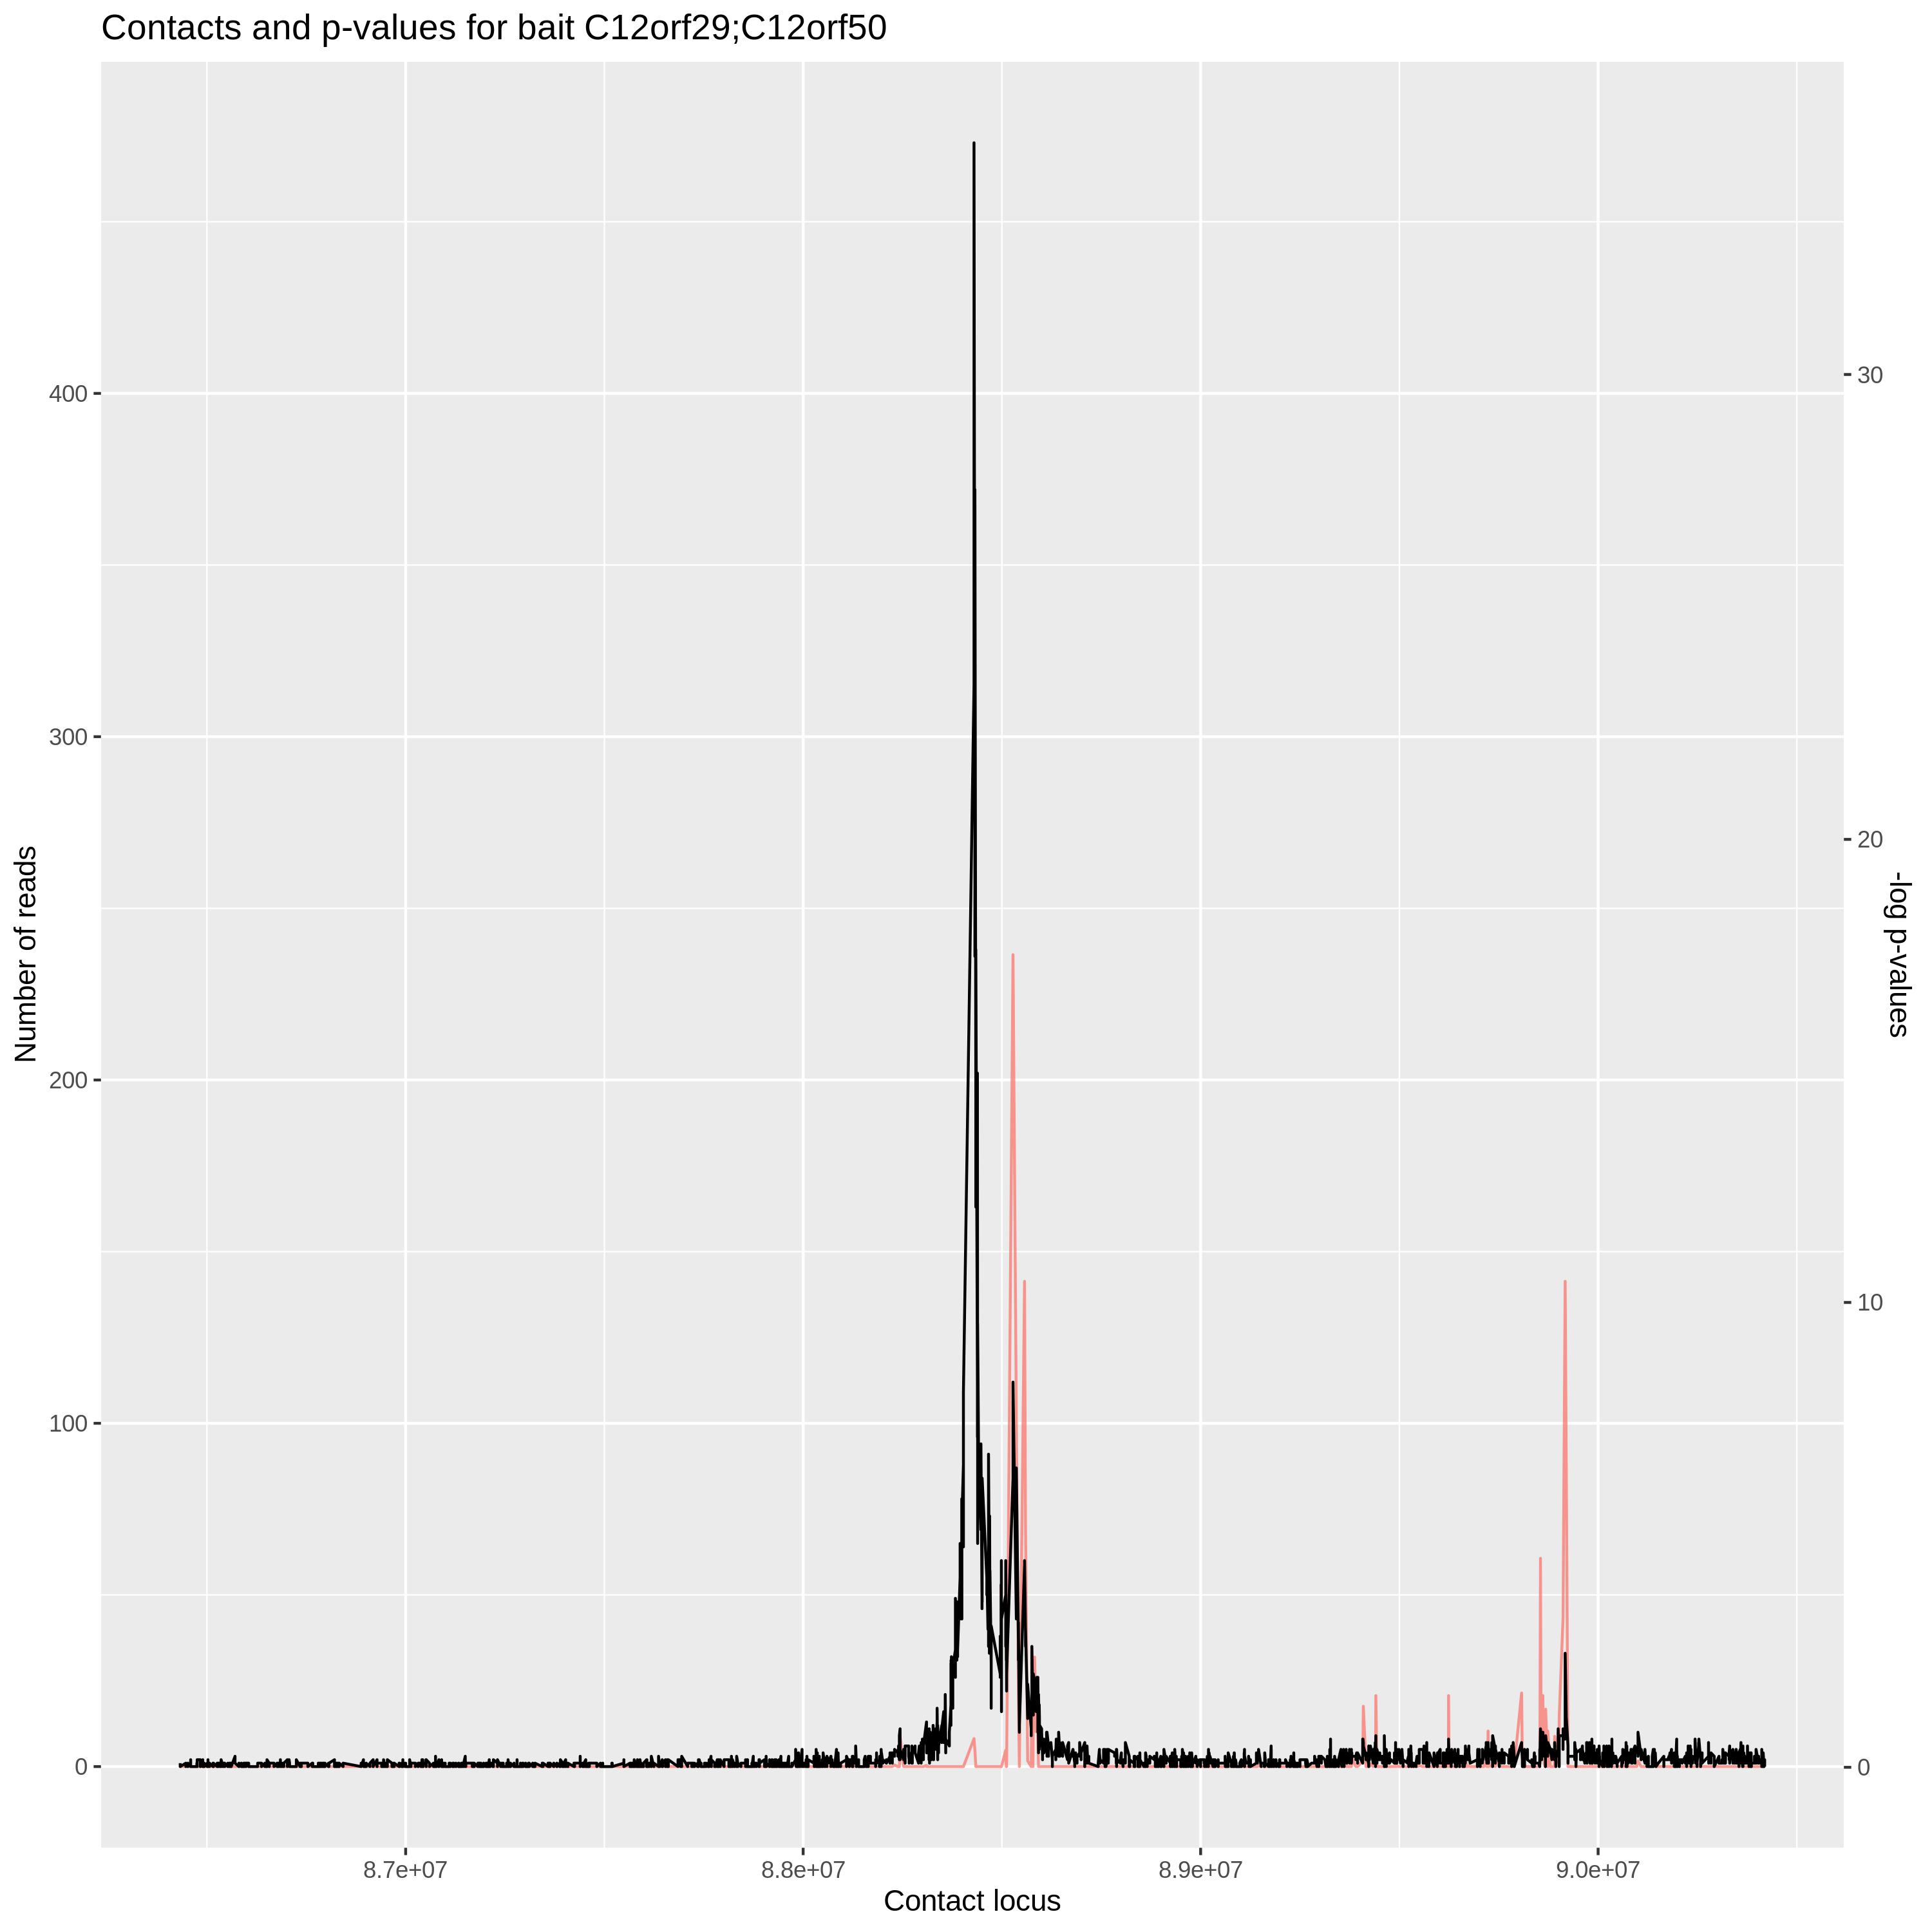 Contacts and p-values for bait C12orf29;C12orf50
400
300
200
100
0
Number of reads
30
20
10
0
-log p-values
8.7e+07 8.8e+07 8.9e+07 9.0e+07
Contact locus